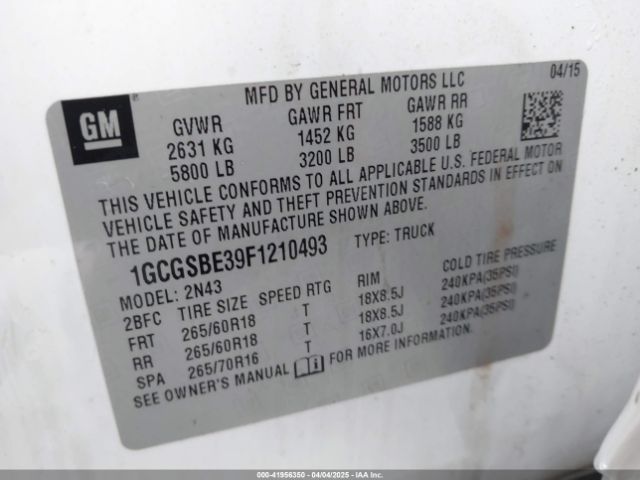 04/15
MFD BY GENERAL MOTORS LLC
GM
GVWR GAWR FRT GAWR RR
2631 KG 1452 KG 1588 KG
5800 LB 3200 LB 3500 LB
THIS VEHICLE CONFORMS TO ALL APPLICABLE U.S. FEDERAL MOTOR
VEHICLE SAFETY AND THEFT PREVENTION STANDARDS IN EFFECT ON
THE DATE OF MANUFACTURE SHOWN ABOVE.
1GCGSBE39F1210493 TYPE: TRUCK
MODEL: 2N43
2BFC TIRE SIZE SPEED RTG RIM COLD TIRE PRESSURE
FRT 265/60R18 T 18X8.5J 240KPA(35PSI)
RR 265/60R18 T 18X8.5J 240KPA(35PSI)
SPA 265/70R16 T 16X7.0J 240KPA(35PSI)
SEE OWNER'S MANUAL FOR MORE INFORMATION.
000-41956350 - 04/04/2025 - IAAI.COM